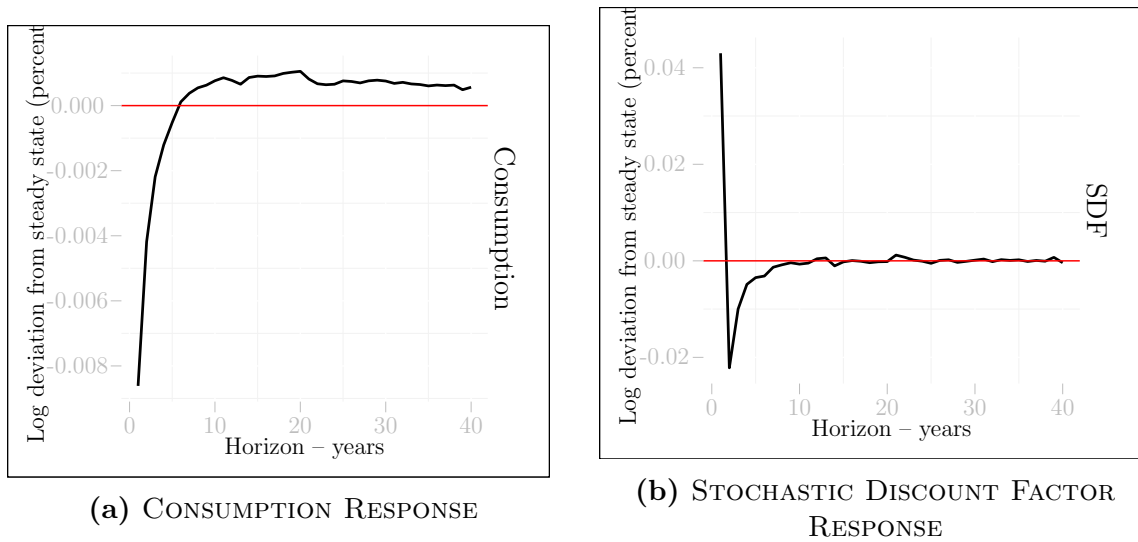 Log deviation from steady state (percent
0.000
-0.002
-0.004
-0.006
-0.008
0
10
20
30
40
Horizon – years
Consumption
(a) Consumption Response
Log deviation from steady state (percent
0.04
0.02
0.00
-0.02
0
10
20
30
40
Horizon – years
SDF
(b) Stochastic Discount Factor
Response